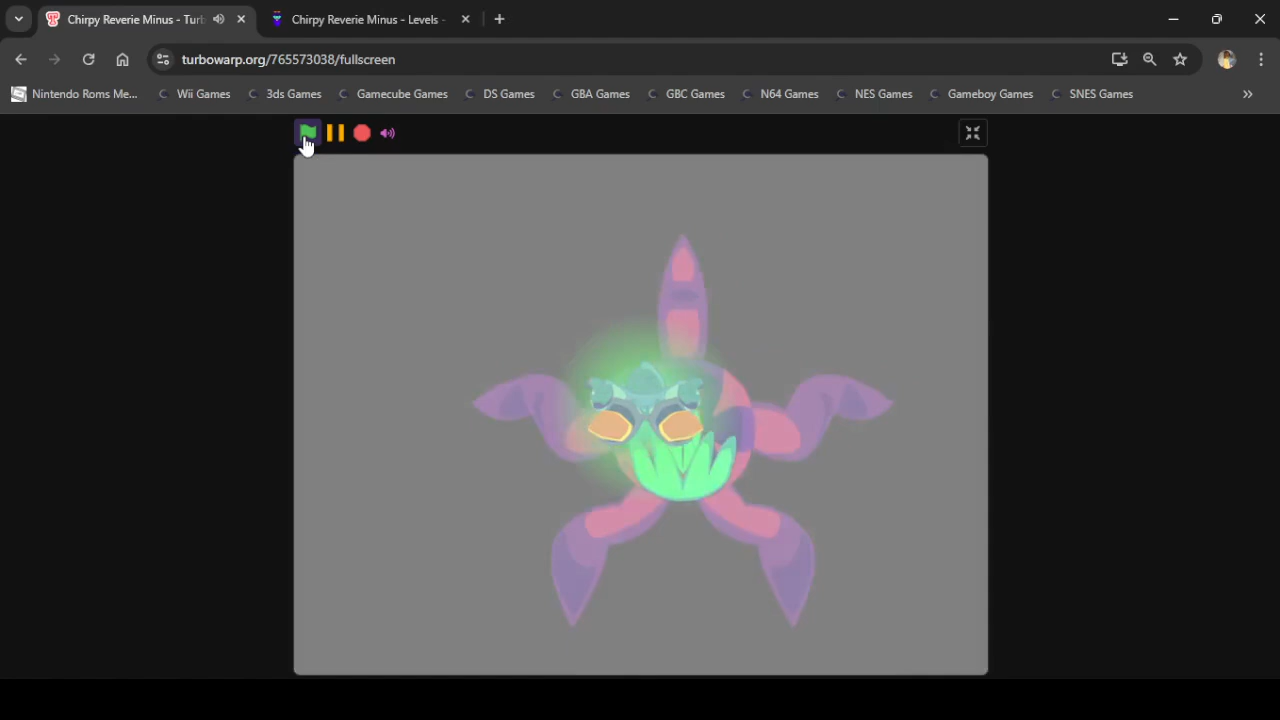 Chirpy Reverie Minus - Turb
Chirpy Reverie Minus - Levels -
turbowarp.org/765573038/fullscreen
Nintendo Roms Me...
Wii Games
3ds Games
Gamecube Games
DS Games
GBA Games
GBC Games
N64 Games
NES Games
Gameboy Games
SNES Games